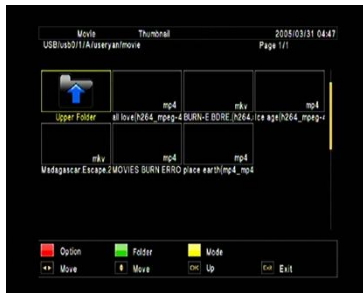 Movie Thumbnail 2005/03/31 04:47
USB/usb0/1/A/useryan/movie Page 1/1
mp4 mkv mp4
Upper Folder all love(h264_mpeg-4 BURN-E BDRE.(h264, Ice age(h264_mpeg-4
mkv mp4 mp4
Madagascar.Escape.2 MOVIES BURN ERRO place earth(mp4_mp4
Option Folder Mode
Move Move OK Up Exit Exit